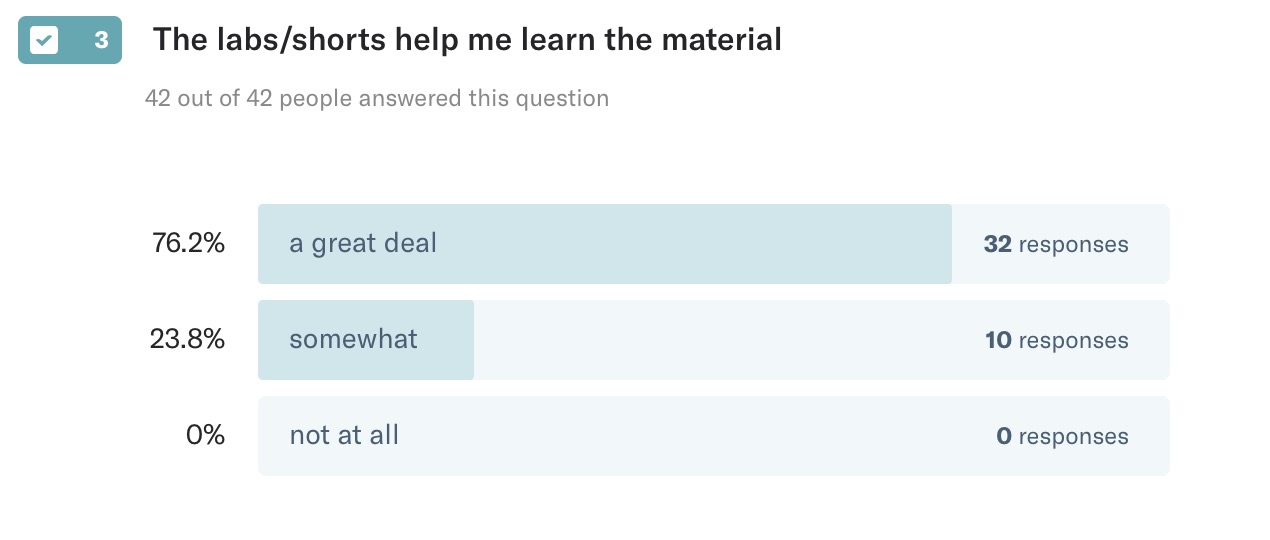 3 The labs/shorts help me learn the material
42 out of 42 people answered this question
76.2% a great deal 32 responses
23.8% somewhat 10 responses
0% not at all 0 responses